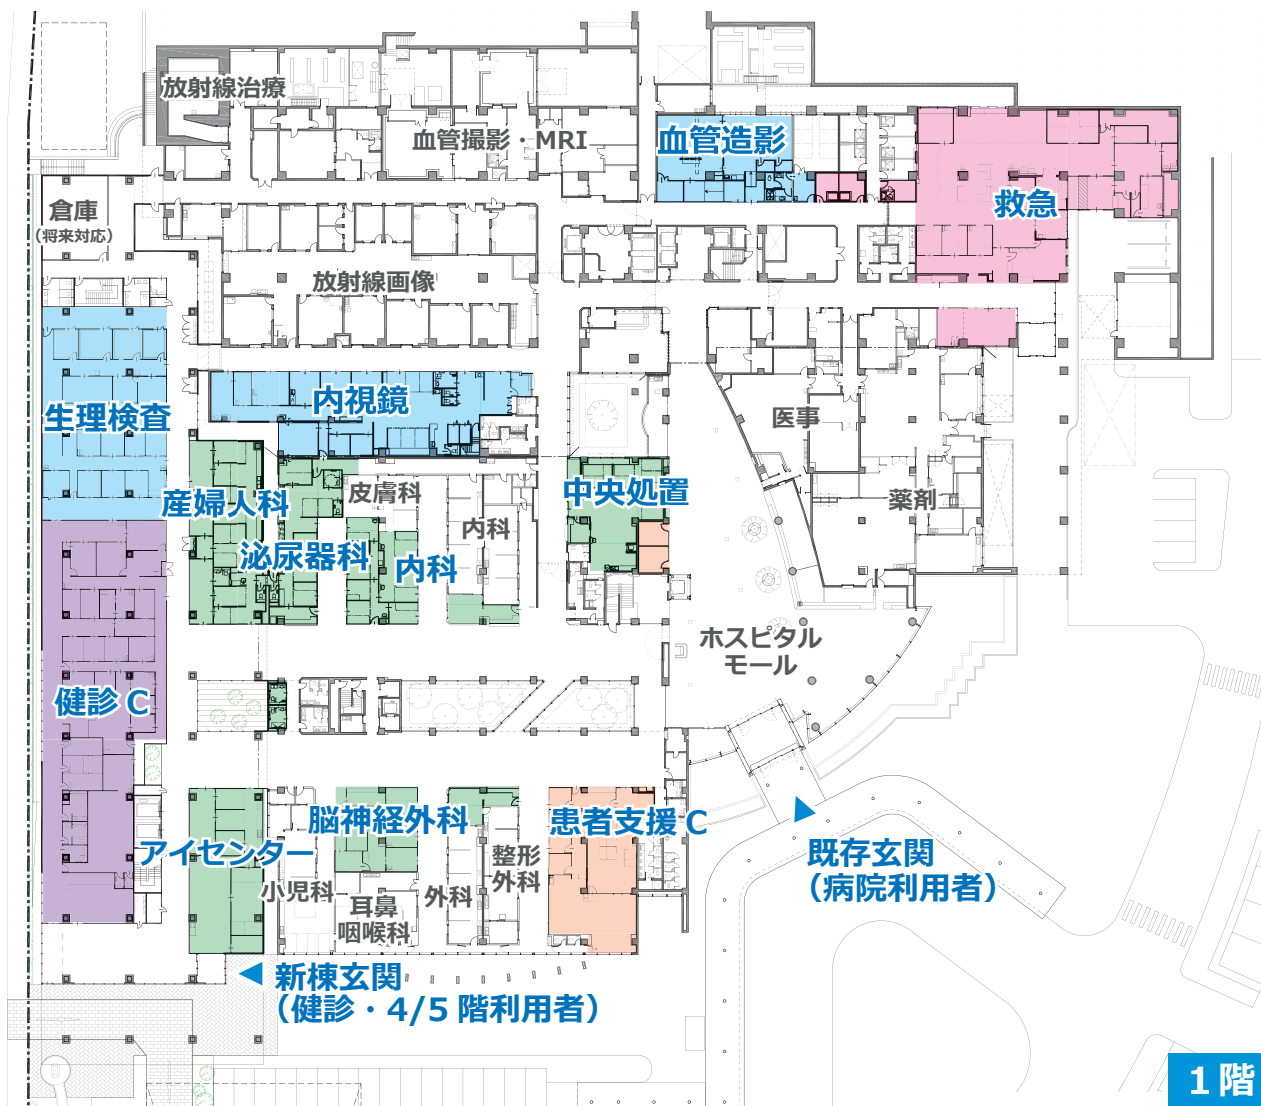 放射線治療
血管撮影・MRI
血管造影
救急
倉庫
（将来対応）
放射線画像
生理検査
内視鏡
医事
産婦人科
皮膚科
中央処置
薬剤
内科
泌尿器科
内科
ホスピタル
モール
健診 C
脳神経外科
患者支援 C
アイセンター
整形
外科
既存玄関
（病院利用者）
小児科
外科
耳鼻
咽喉科
新棟玄関
（健診・4/5 階利用者）
1 階